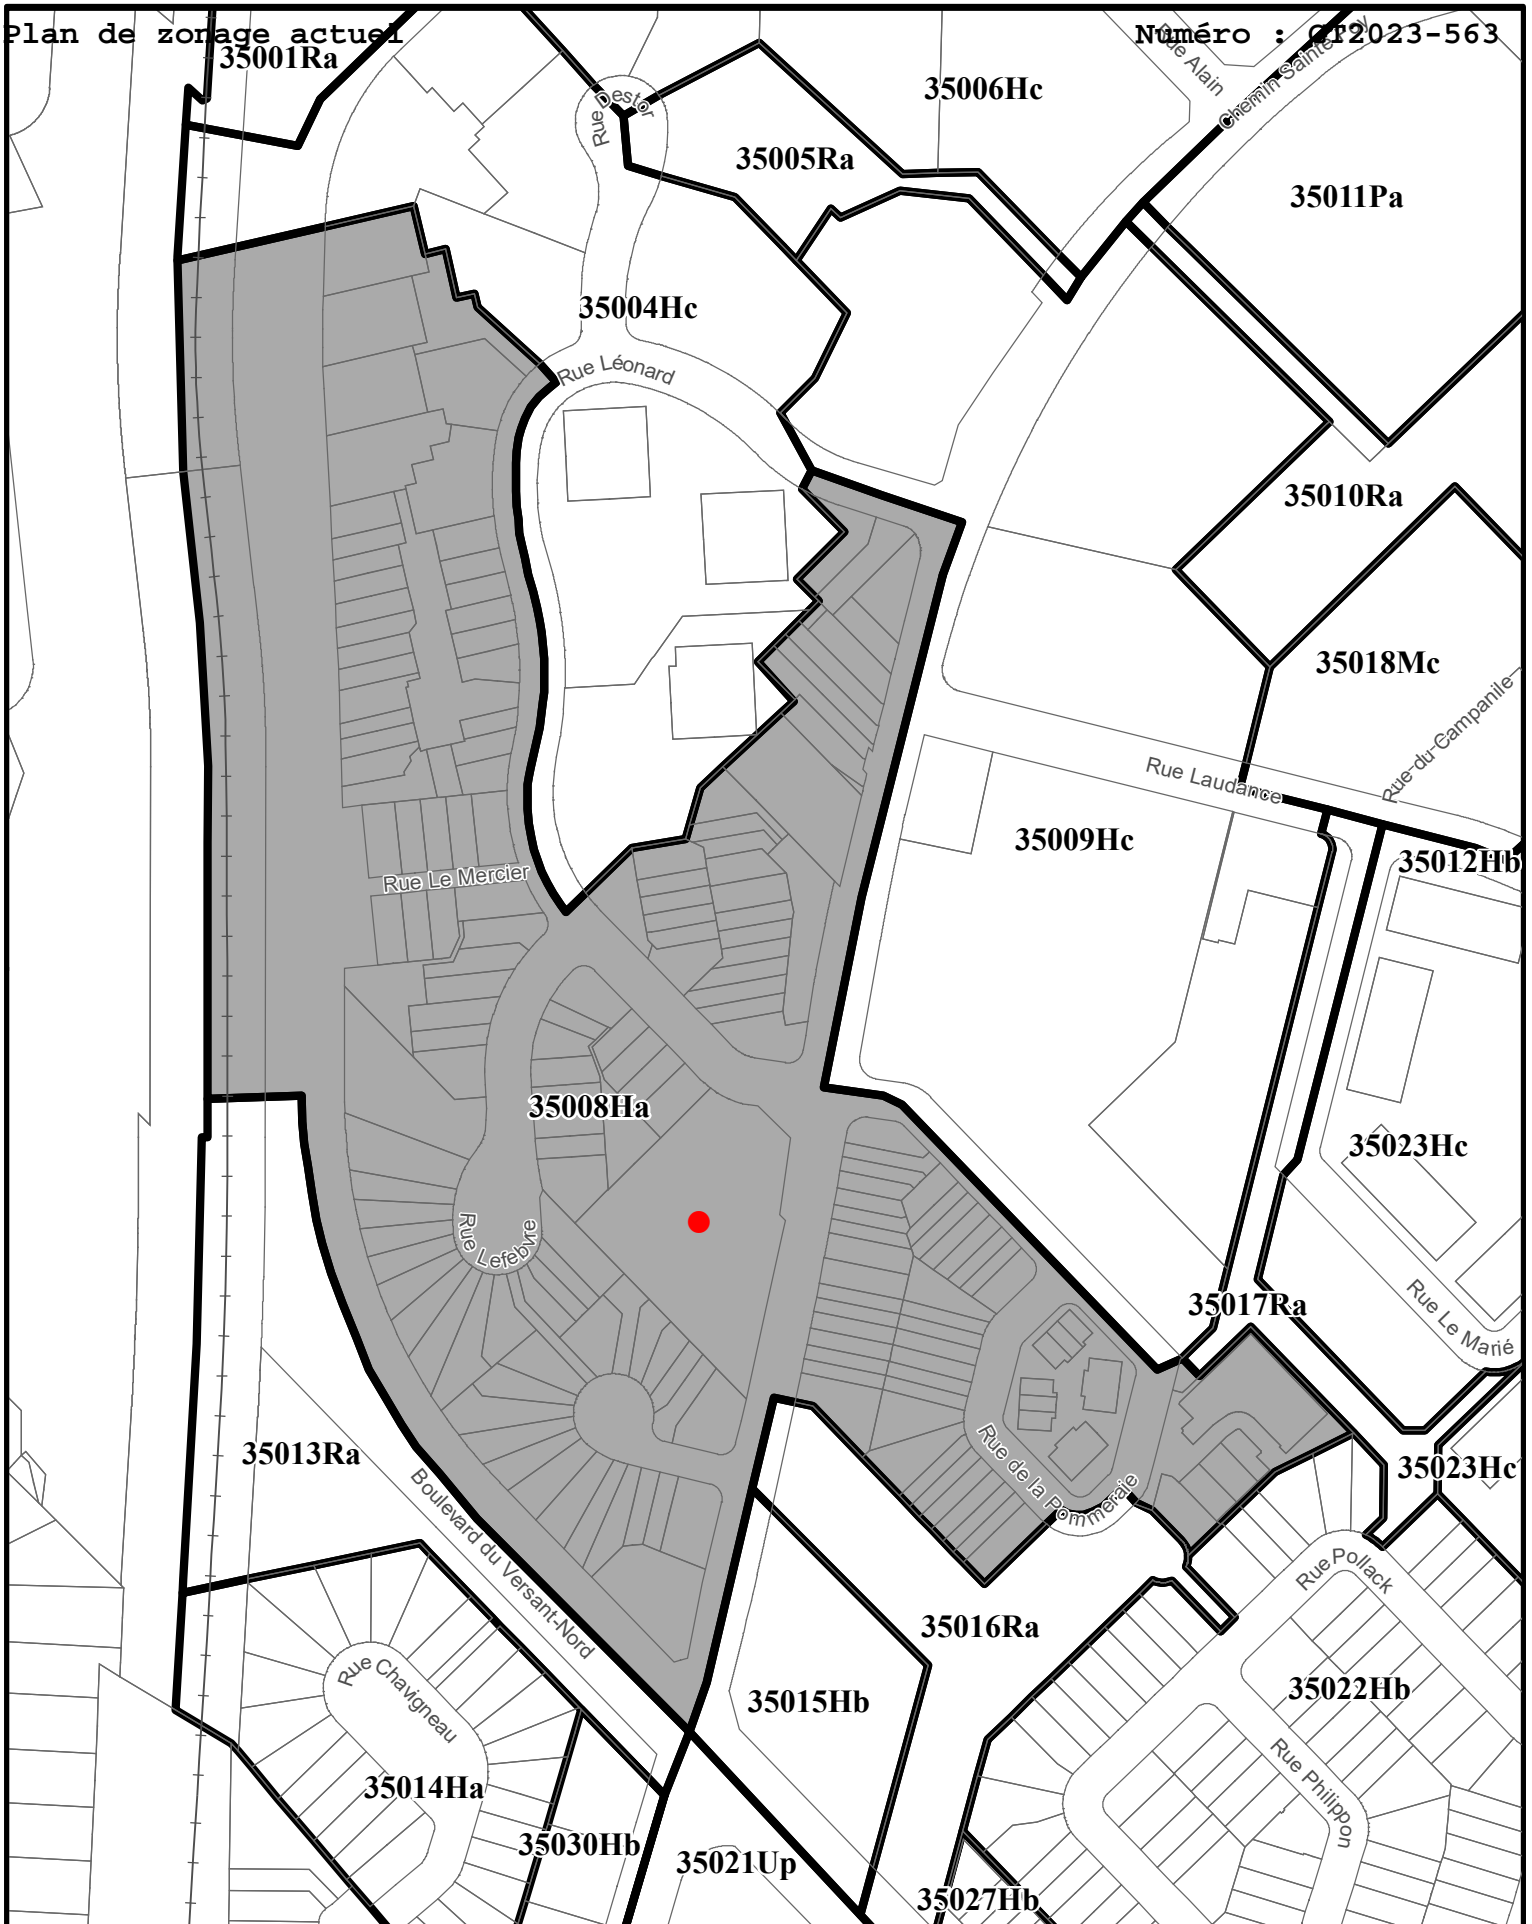 Plan de zonage actuel
Numéro : QT2023-563
35001Ra
Rue Alain
Chemin Sainte-Foy
35006Hc
Rue Destor
35005Ra
35011Pa
35004Hc
Rue Léonard
35010Ra
35018Mc
Rue du Campanile
Rue Laudance
35009Hc
35012Hb
Rue Le Mercier
35008Ha
35023Hc
Rue Lefebvre
35017Ra
Rue Le Marié
35013Ra
Boulevard du Versant-Nord
Rue de la Pommeraie
35023Hc
Rue Pollack
35016Ra
Rue Chavigneau
35015Hb
35022Hb
Rue Philippon
35014Ha
35030Hb
35021Up
35027Hb